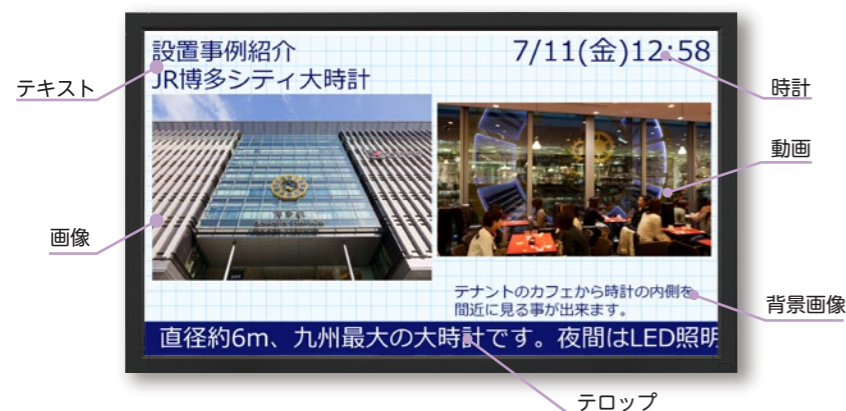 設置事例紹介
JR博多シティ大時計
7/11(金)12:58
テキスト
時計
動画
画像
テナントのカフェから時計の内側を
間近に見る事が出来ます。
背景画像
直径約6m、九州最大の大時計です。夜間はLED照明
テロップ